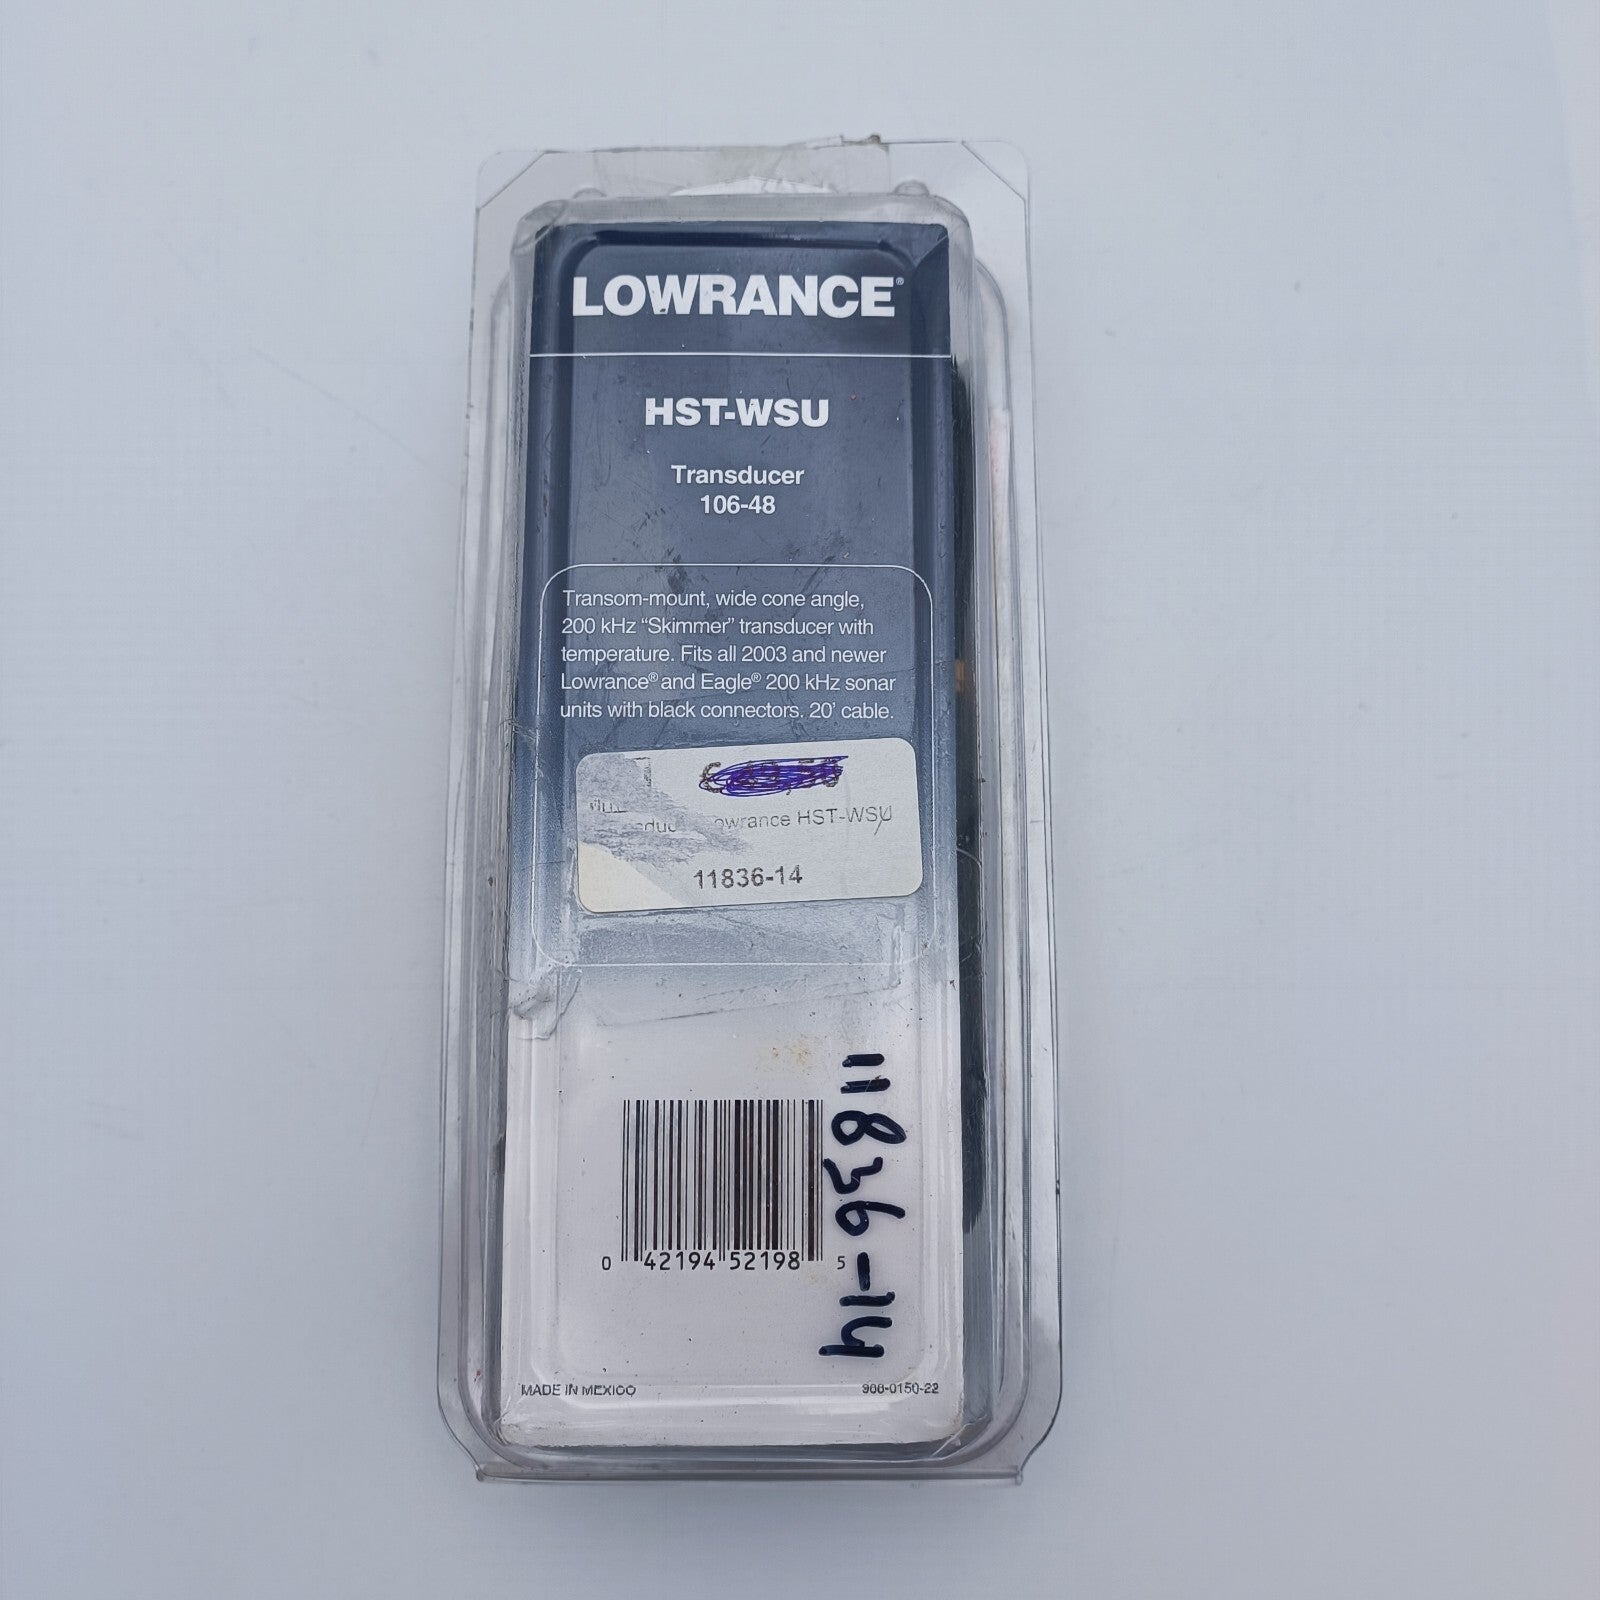 LOWRANCE®
HST-WSU
Transducer
106-48
Transom-mount, wide cone angle,
200 kHz “Skimmer” transducer with
temperature. Fits all 2003 and newer
Lowrance® and Eagle® 200 kHz sonar
units with black connectors. 20’ cable.
Lowrance HST-WSU
11836-14
11836-14
0 42194 52198 5
MADE IN MEXICO
988-0150-22